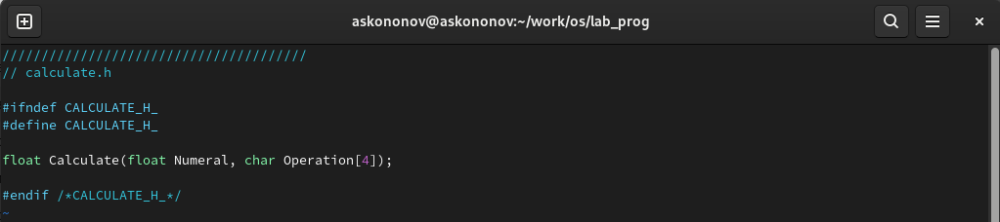 askononov@askononov:~/work/os/lab_prog
///////////////////////////////////////
// calculate.h
#ifndef CALCULATE_H_
#define CALCULATE_H_
float Calculate(float Numeral, char Operation[4]);
#endif /*CALCULATE_H_*/
~